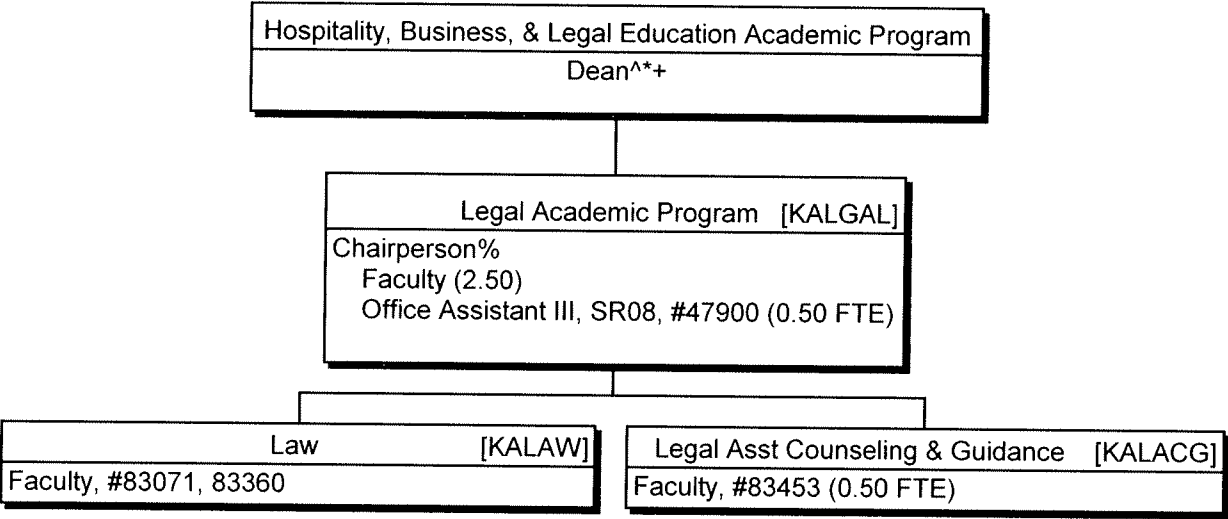 Hospitality, Business, & Legal Education Academic Program
Dean^*+
Legal Academic Program [KALGAL]
Chairperson%
Faculty (2.50)
Office Assistant III, SR08, #47900 (0.50 FTE)
Law [KALAW]
Faculty, #83071, 83360
Legal Asst Counseling & Guidance [KALACG]
Faculty, #83453 (0.50 FTE)